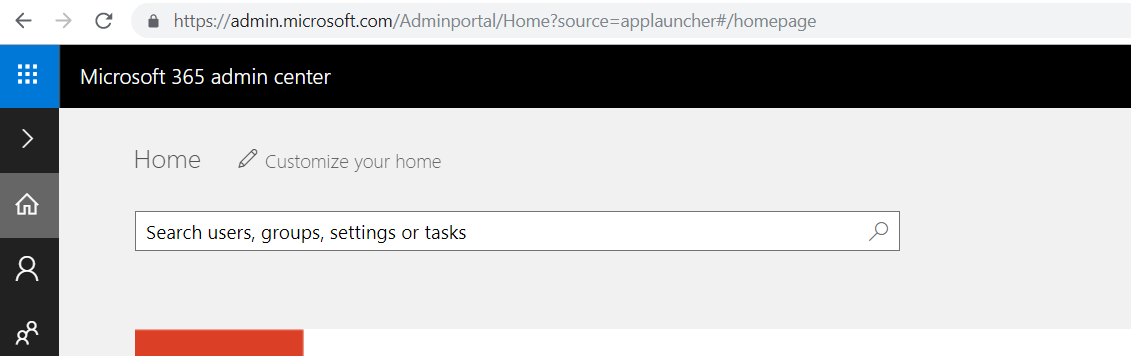 https://admin.microsoft.com/Adminportal/Home?source=applauncher#/homepage
Microsoft 365 admin center
Home Customize your home
Search users, groups, settings or tasks